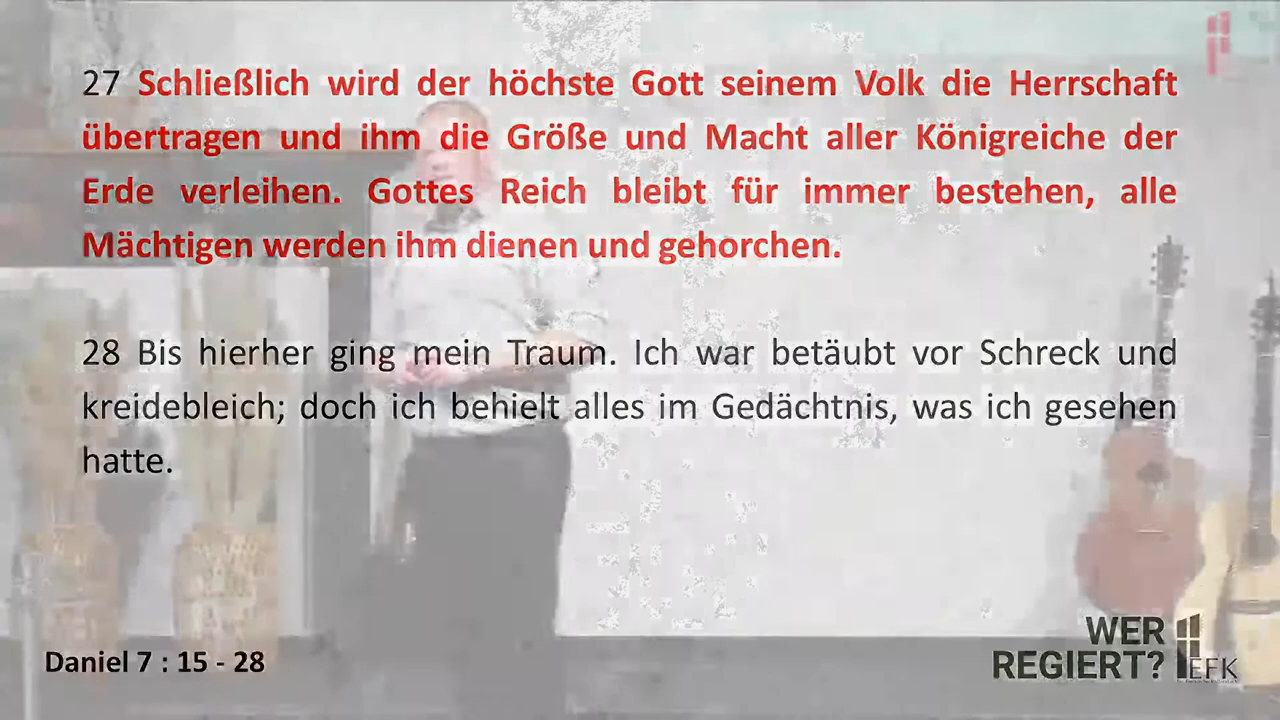 27 Schließlich wird der höchste Gott seinem Volk die Herrschaft
übertragen und ihm die Größe und Macht aller Königreiche der
Erde verleihen. Gottes Reich bleibt für immer bestehen, alle
Mächtigen werden ihm dienen und gehorchen.
28 Bis hierher ging mein Traum. Ich war betäubt vor Schreck und
kreidebleich; doch ich behielt alles im Gedächtnis, was ich gesehen
hatte.
Daniel 7 : 15 - 28
WER
REGIERT?
EFK